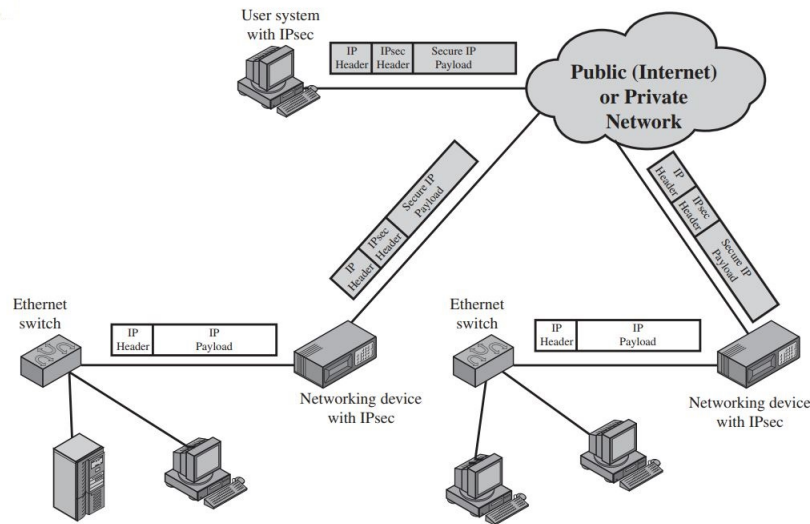 User system
with IPsec
IP
Header
IPsec
Header
Secure IP
Payload
Public (Internet)
or Private
Network
IP
Header
IPsec
Header
Secure IP
Payload
IP
Header
IPsec
Header
Secure IP
Payload
Ethernet
switch
IP
Header
IP
Payload
Networking device
with IPsec
Ethernet
switch
IP
Header
IP
Payload
Networking device
with IPsec